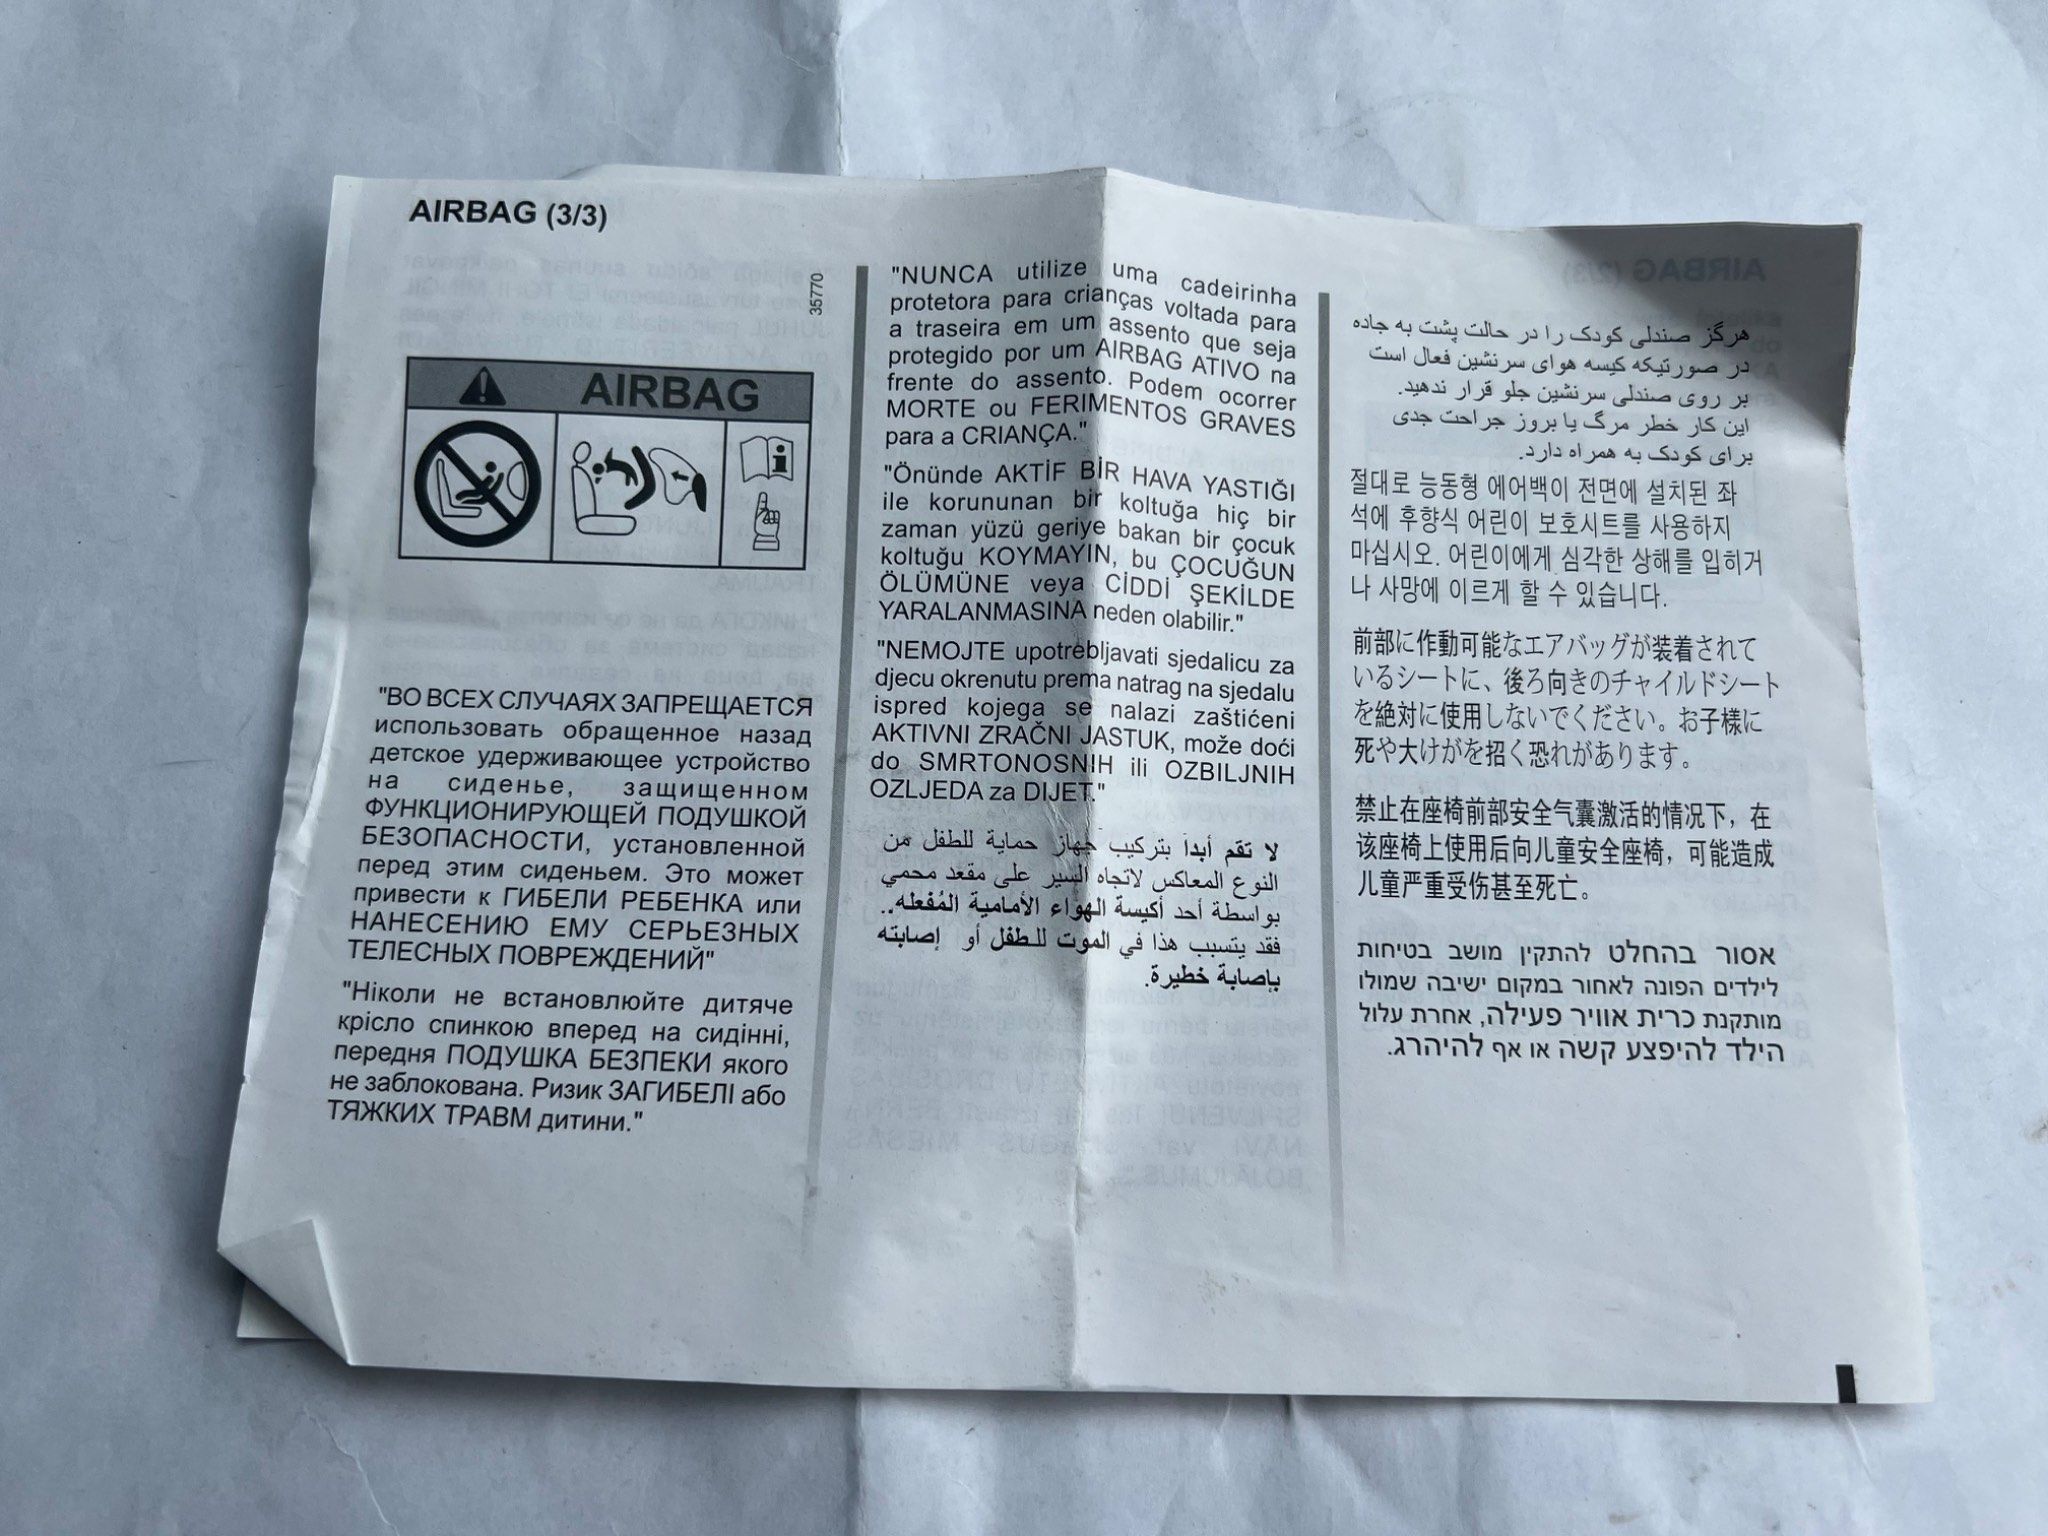 AIRBAG (3/3)
35770
AIRBAG
"ВО ВСЕХ СЛУЧАЯХ ЗАПРЕЩАЕТСЯ
использовать обращенное назад
детское удерживающее устройство
на сиденье, защищенном
ФУНКЦИОНИРУЮЩЕЙ ПОДУШКОЙ
БЕЗОПАСНОСТИ, установленной
перед этим сиденьем. Это может
привести к ГИБЕЛИ РЕБЕНКА или
НАНЕСЕНИЮ ЕМУ СЕРЬЕЗНЫХ
ТЕЛЕСНЫХ ПОВРЕЖДЕНИЙ"
"Ніколи не встановлюйте дитяче
крісло спинкою вперед на сидінні,
передня ПОДУШКА БЕЗПЕКИ якого
не заблокована. Ризик ЗАГИБЕЛІ або
ТЯЖКИХ ТРАВМ дитини."
"NUNCA utilize uma cadeirinha
protetora para crianças voltada para
a traseira em um assento que seja
protegido por um AIRBAG ATIVO na
frente do assento. Podem ocorrer
MORTE ou FERIMENTOS GRAVES
para a CRIANÇA."
"Önünde AKTİF BİR HAVA YASTIĞI
ile korununan bir koltuğa hiç bir
zaman yüzü geriye bakan bir çocuk
koltuğu KOYMAYIN, bu ÇOCUĞUN
ÖLÜMÜNE veya CİDDİ ŞEKİLDE
YARALANMASINA neden olabilir."
"NEMOJTE upotrebljavati sjedalicu za
djecu okrenutu prema natrag na sjedalu
ispred kojega se nalazi zaštićeni
AKTIVNI ZRAČNI JASTUK, može doći
do SMRTONOSNIH ili OZBILJNIH
OZLJEDA za DIJET."
لا تقم أبداً بتركيب جهاز حماية للطفل من
النوع المعاكس لاتجاه السير على مقعد محمي
بواسطة أحد أكيسة الهواء الأمامية المُفعله..
فقد يتسبب هذا في الموت للطفل أو إصابته
بإصابة خطيرة.
هرگز صندلی کودک را در حالت پشت به جاده
در صورتیکه کیسه هوای سرنشین فعال است
بر روی صندلی سرنشین جلو قرار ندهید.
این کار خطر مرگ یا بروز جراحت جدی
برای کودک به همراه دارد.
절대로 능동형 에어백이 전면에 설치된 좌
석에 후향식 어린이 보호시트를 사용하지
마십시오. 어린이에게 심각한 상해를 입히거
나 사망에 이르게 할 수 있습니다.
前部に作動可能なエアバッグが装着されて
いるシートに、後ろ向きのチャイルドシート
を絶対に使用しないでください。お子様に
死や大けがを招く恐れがあります。
禁止在座椅前部安全气囊激活的情况下，在
该座椅上使用后向儿童安全座椅，可能造成
儿童严重受伤甚至死亡。
אסור בהחלט להתקין מושב בטיחות
לילדים הפונה לאחור במקום ישיבה שמולו
מותקנת כרית אוויר פעילה, אחרת עלול
הילד להיפצע קשה או אף להיהרג.